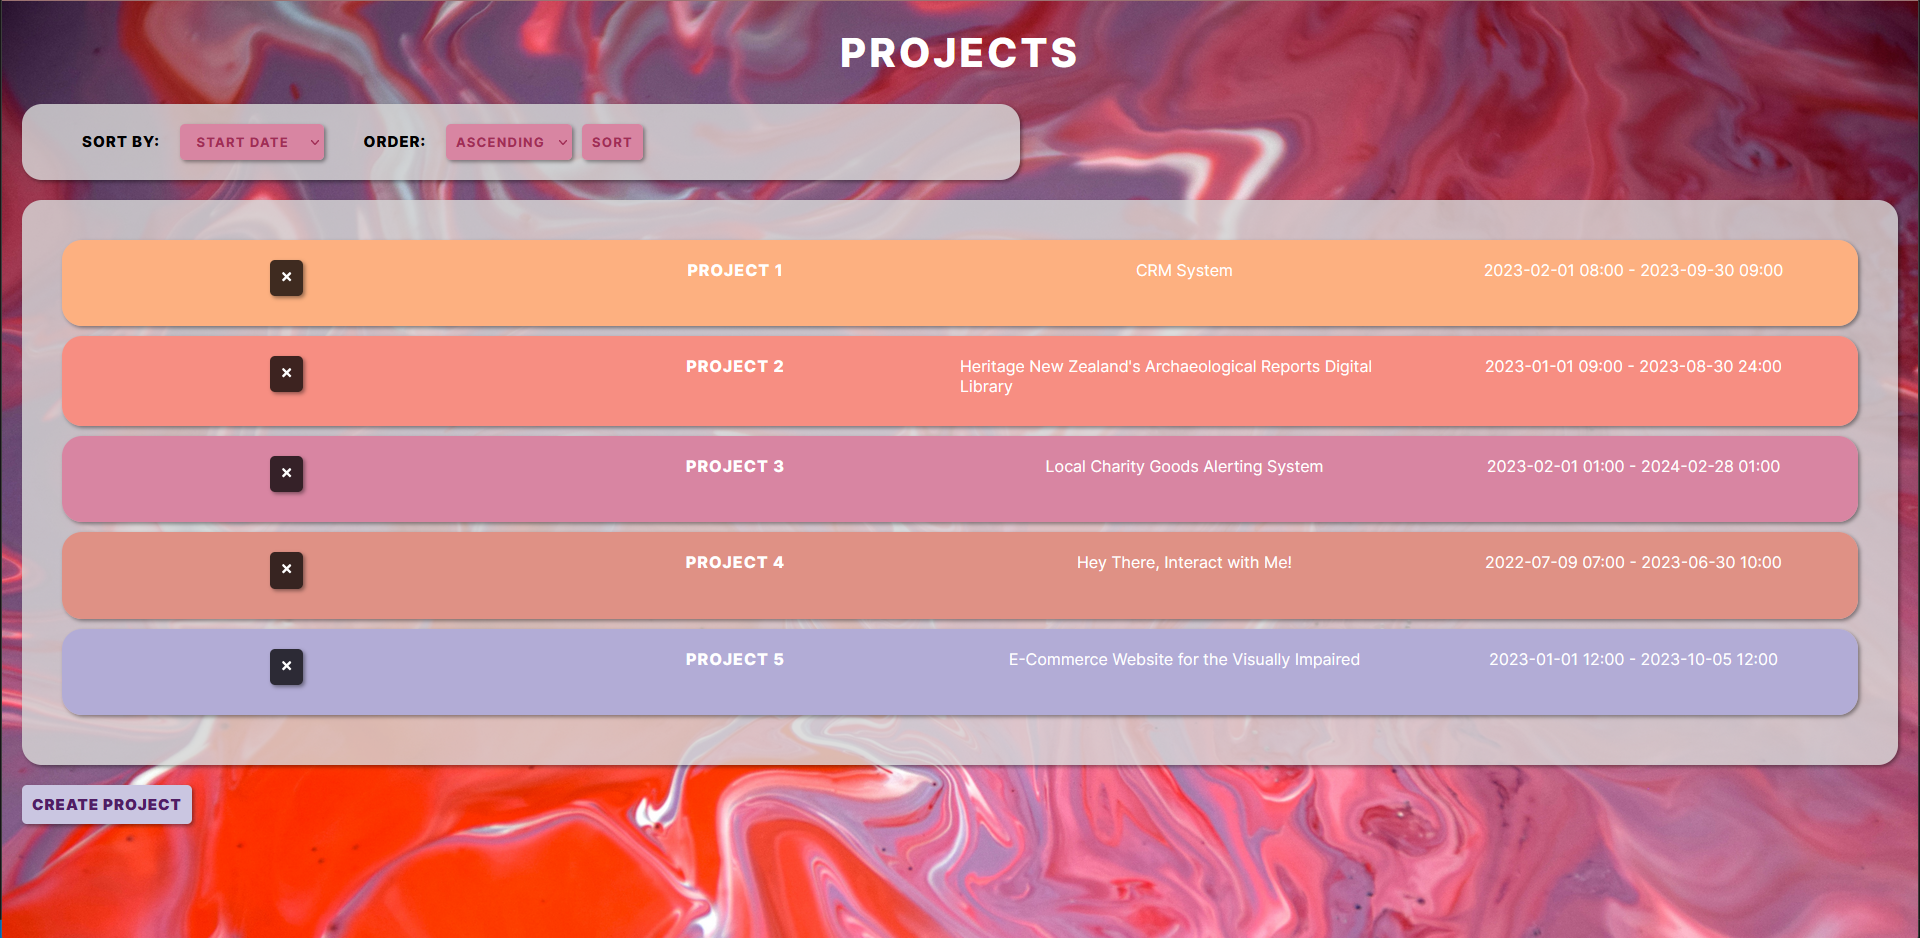 PROJECTS
SORT BY: START DATE ORDER: ASCENDING SORT
× PROJECT 1 CRM System 2023-02-01 08:00 - 2023-09-30 09:00
× PROJECT 2 Heritage New Zealand's Archaeological Reports Digital 2023-01-01 09:00 - 2023-08-30 24:00
Library
× PROJECT 3 Local Charity Goods Alerting System 2023-02-01 01:00 - 2024-02-28 01:00
× PROJECT 4 Hey There, Interact with Me! 2022-07-09 07:00 - 2023-06-30 10:00
× PROJECT 5 E-Commerce Website for the Visually Impaired 2023-01-01 12:00 - 2023-10-05 12:00
CREATE PROJECT